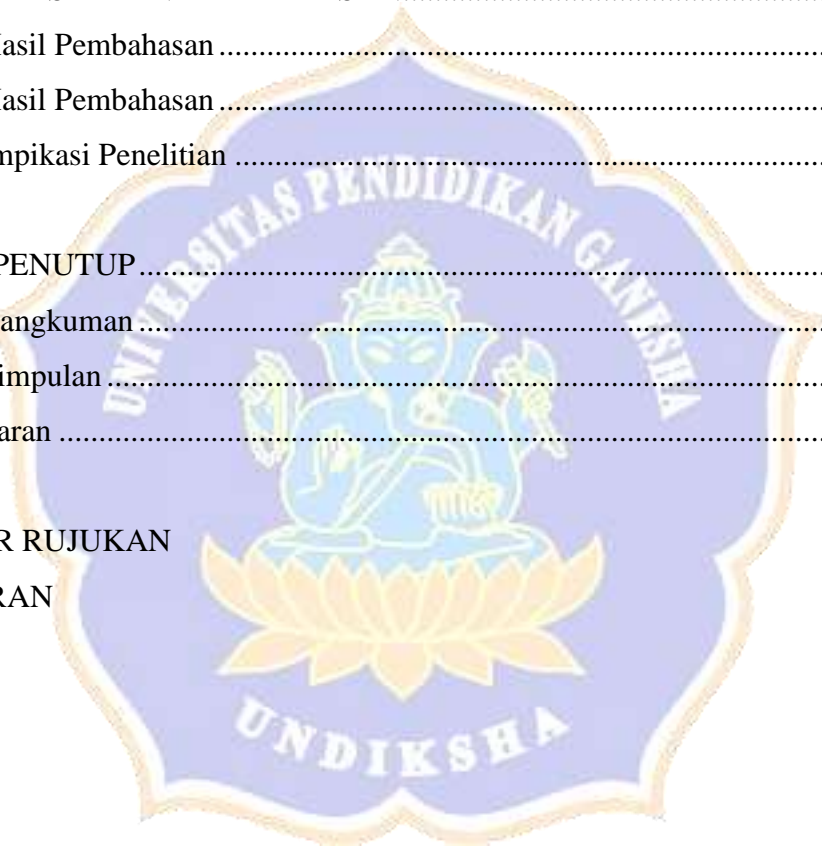 Hasil Pembahasan ..........................................................................
Hasil Pembahasan ..........................................................................
mpikasi Penelitian ........................................................................
PENUTUP ......................................................................................
angkuman ......................................................................................
impulan ..........................................................................................
aran ................................................................................................
R RUJUKAN
RAN
UNIVERSITAS PENDIDIKAN GANESHA
UNDIKSHA